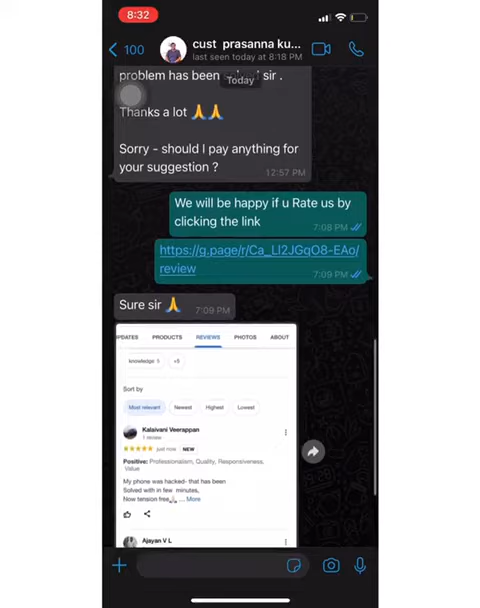 8:32
100
cust prasanna ku...
last seen today at 8:18 PM
problem has been sir .
Today
Thanks a lot 🙏🙏
Sorry - should I pay anything for
your suggestion ?
12:57 PM
We will be happy if u Rate us by
clicking the link
7:08 PM
https://g.page/r/Ca_LI2JGqO8-EAo/
review
7:09 PM
Sure sir 🙏
7:09 PM
UPDATES PRODUCTS REVIEWS PHOTOS ABOUT
knowledge 5 +5
Sort by
Most relevant Newest Highest Lowest
Kalaivani Veerappan
1 review
★★★★★ just now NEW
Positive: Professionalism, Quality, Responsiveness,
Value
My phone was hacked- that has been
Solved with in few minutes,
Now tension free🙏🏻 ... More
Ajayan V L